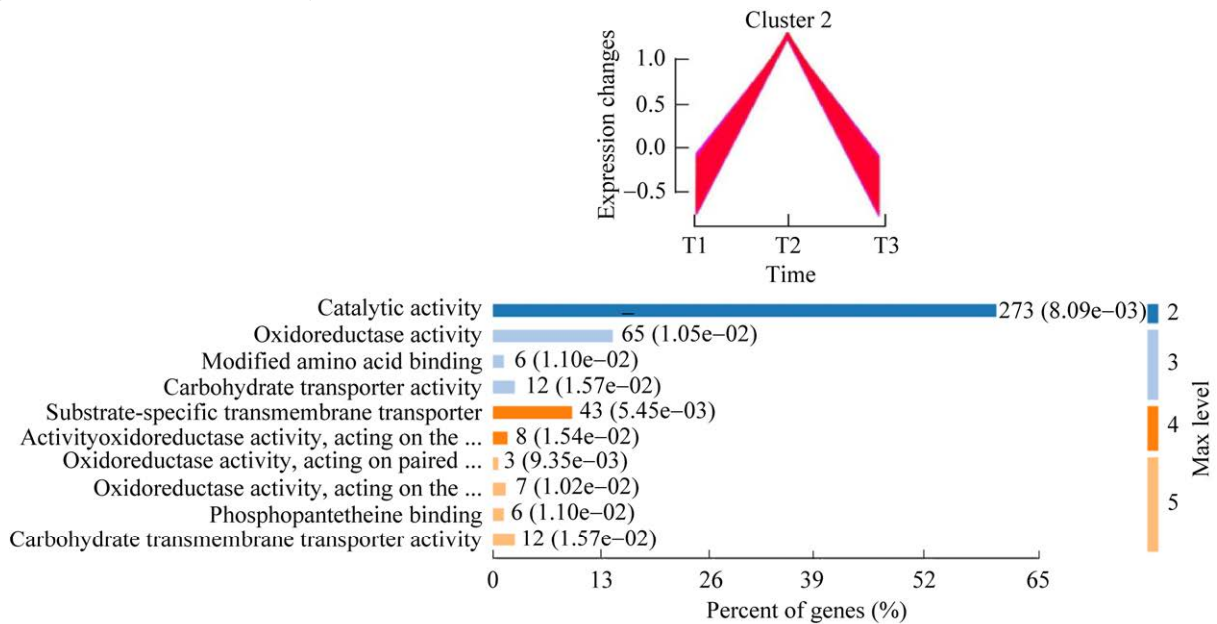 Cluster 2
Expression changes
1.0
0.5
0.0
−0.5
T1 T2 T3
Time
Catalytic activity 273 (8.09e−03)
Oxidoreductase activity 65 (1.05e−02)
Modified amino acid binding 6 (1.10e−02)
Carbohydrate transporter activity 12 (1.57e−02)
Substrate-specific transmembrane transporter 43 (5.45e−03)
Activityoxidoreductase activity, acting on the ... 8 (1.54e−02)
Oxidoreductase activity, acting on paired ... 3 (9.35e−03)
Oxidoreductase activity, acting on the ... 7 (1.02e−02)
Phosphopantetheine binding 6 (1.10e−02)
Carbohydrate transmembrane transporter activity 12 (1.57e−02)
2
3
4
5
Max level
0 13 26 39 52 65
Percent of genes (%)